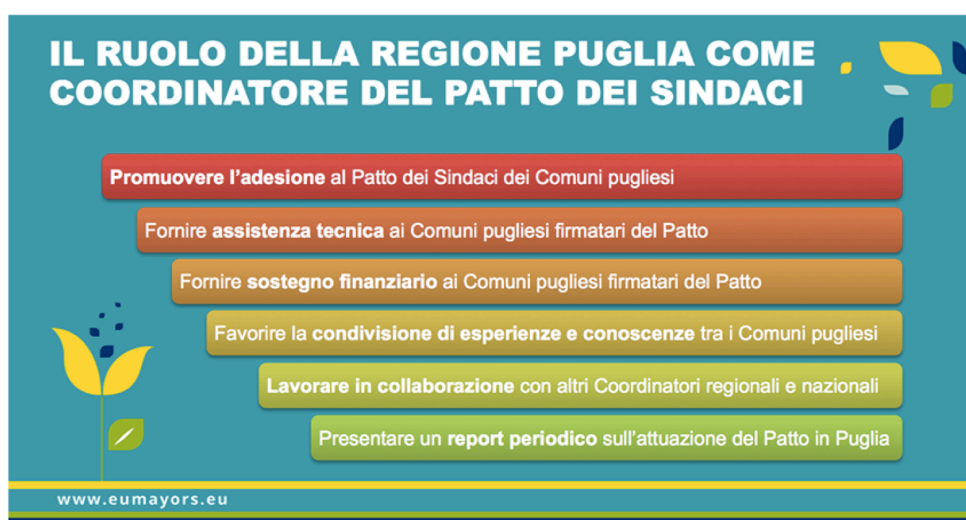 IL RUOLO DELLA REGIONE PUGLIA COME
COORDINATORE DEL PATTO DEI SINDACI
Promuovere l'adesione al Patto dei Sindaci dei Comuni pugliesi
Fornire assistenza tecnica ai Comuni pugliesi firmatari del Patto
Fornire sostegno finanziario ai Comuni pugliesi firmatari del Patto
Favorire la condivisione di esperienze e conoscenze tra i Comuni pugliesi
Lavorare in collaborazione con altri Coordinatori regionali e nazionali
Presentare un report periodico sull'attuazione del Patto in Puglia
www.eumayors.eu